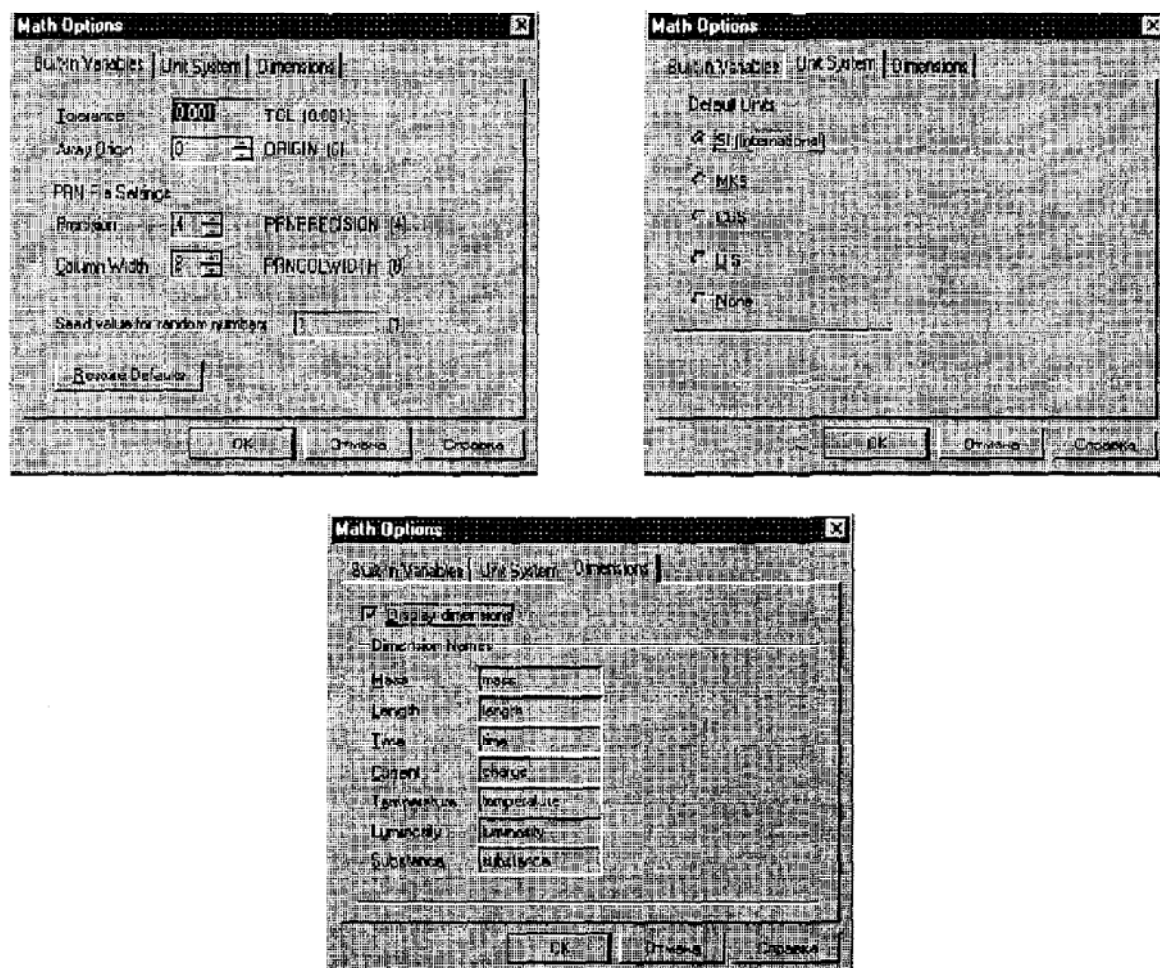 Math Options
Built-in Variables Unit System Dimensions
Tolerance 0.001 TOL (0.001)
Array Origin 0 ORIGIN (0)
PRN File Settings
Precision 4 PRNPRECISION (4)
Column Width 8 PRNCOLWIDTH (8)
Seed value for random numbers 1
Restore Defaults
OK Отмена Справка
Math Options
Built-in Variables Unit System Dimensions
Default Units
SI (International)
MKS
CGS
U.S.
None
OK Отмена Справка
Math Options
Built-in Variables Unit System Dimensions
Display dimensions
Dimension Names
Mass mass
Length length
Time time
Current charge
Temperature temperature
Luminosity luminosity
Substance substance
OK Отмена Справка